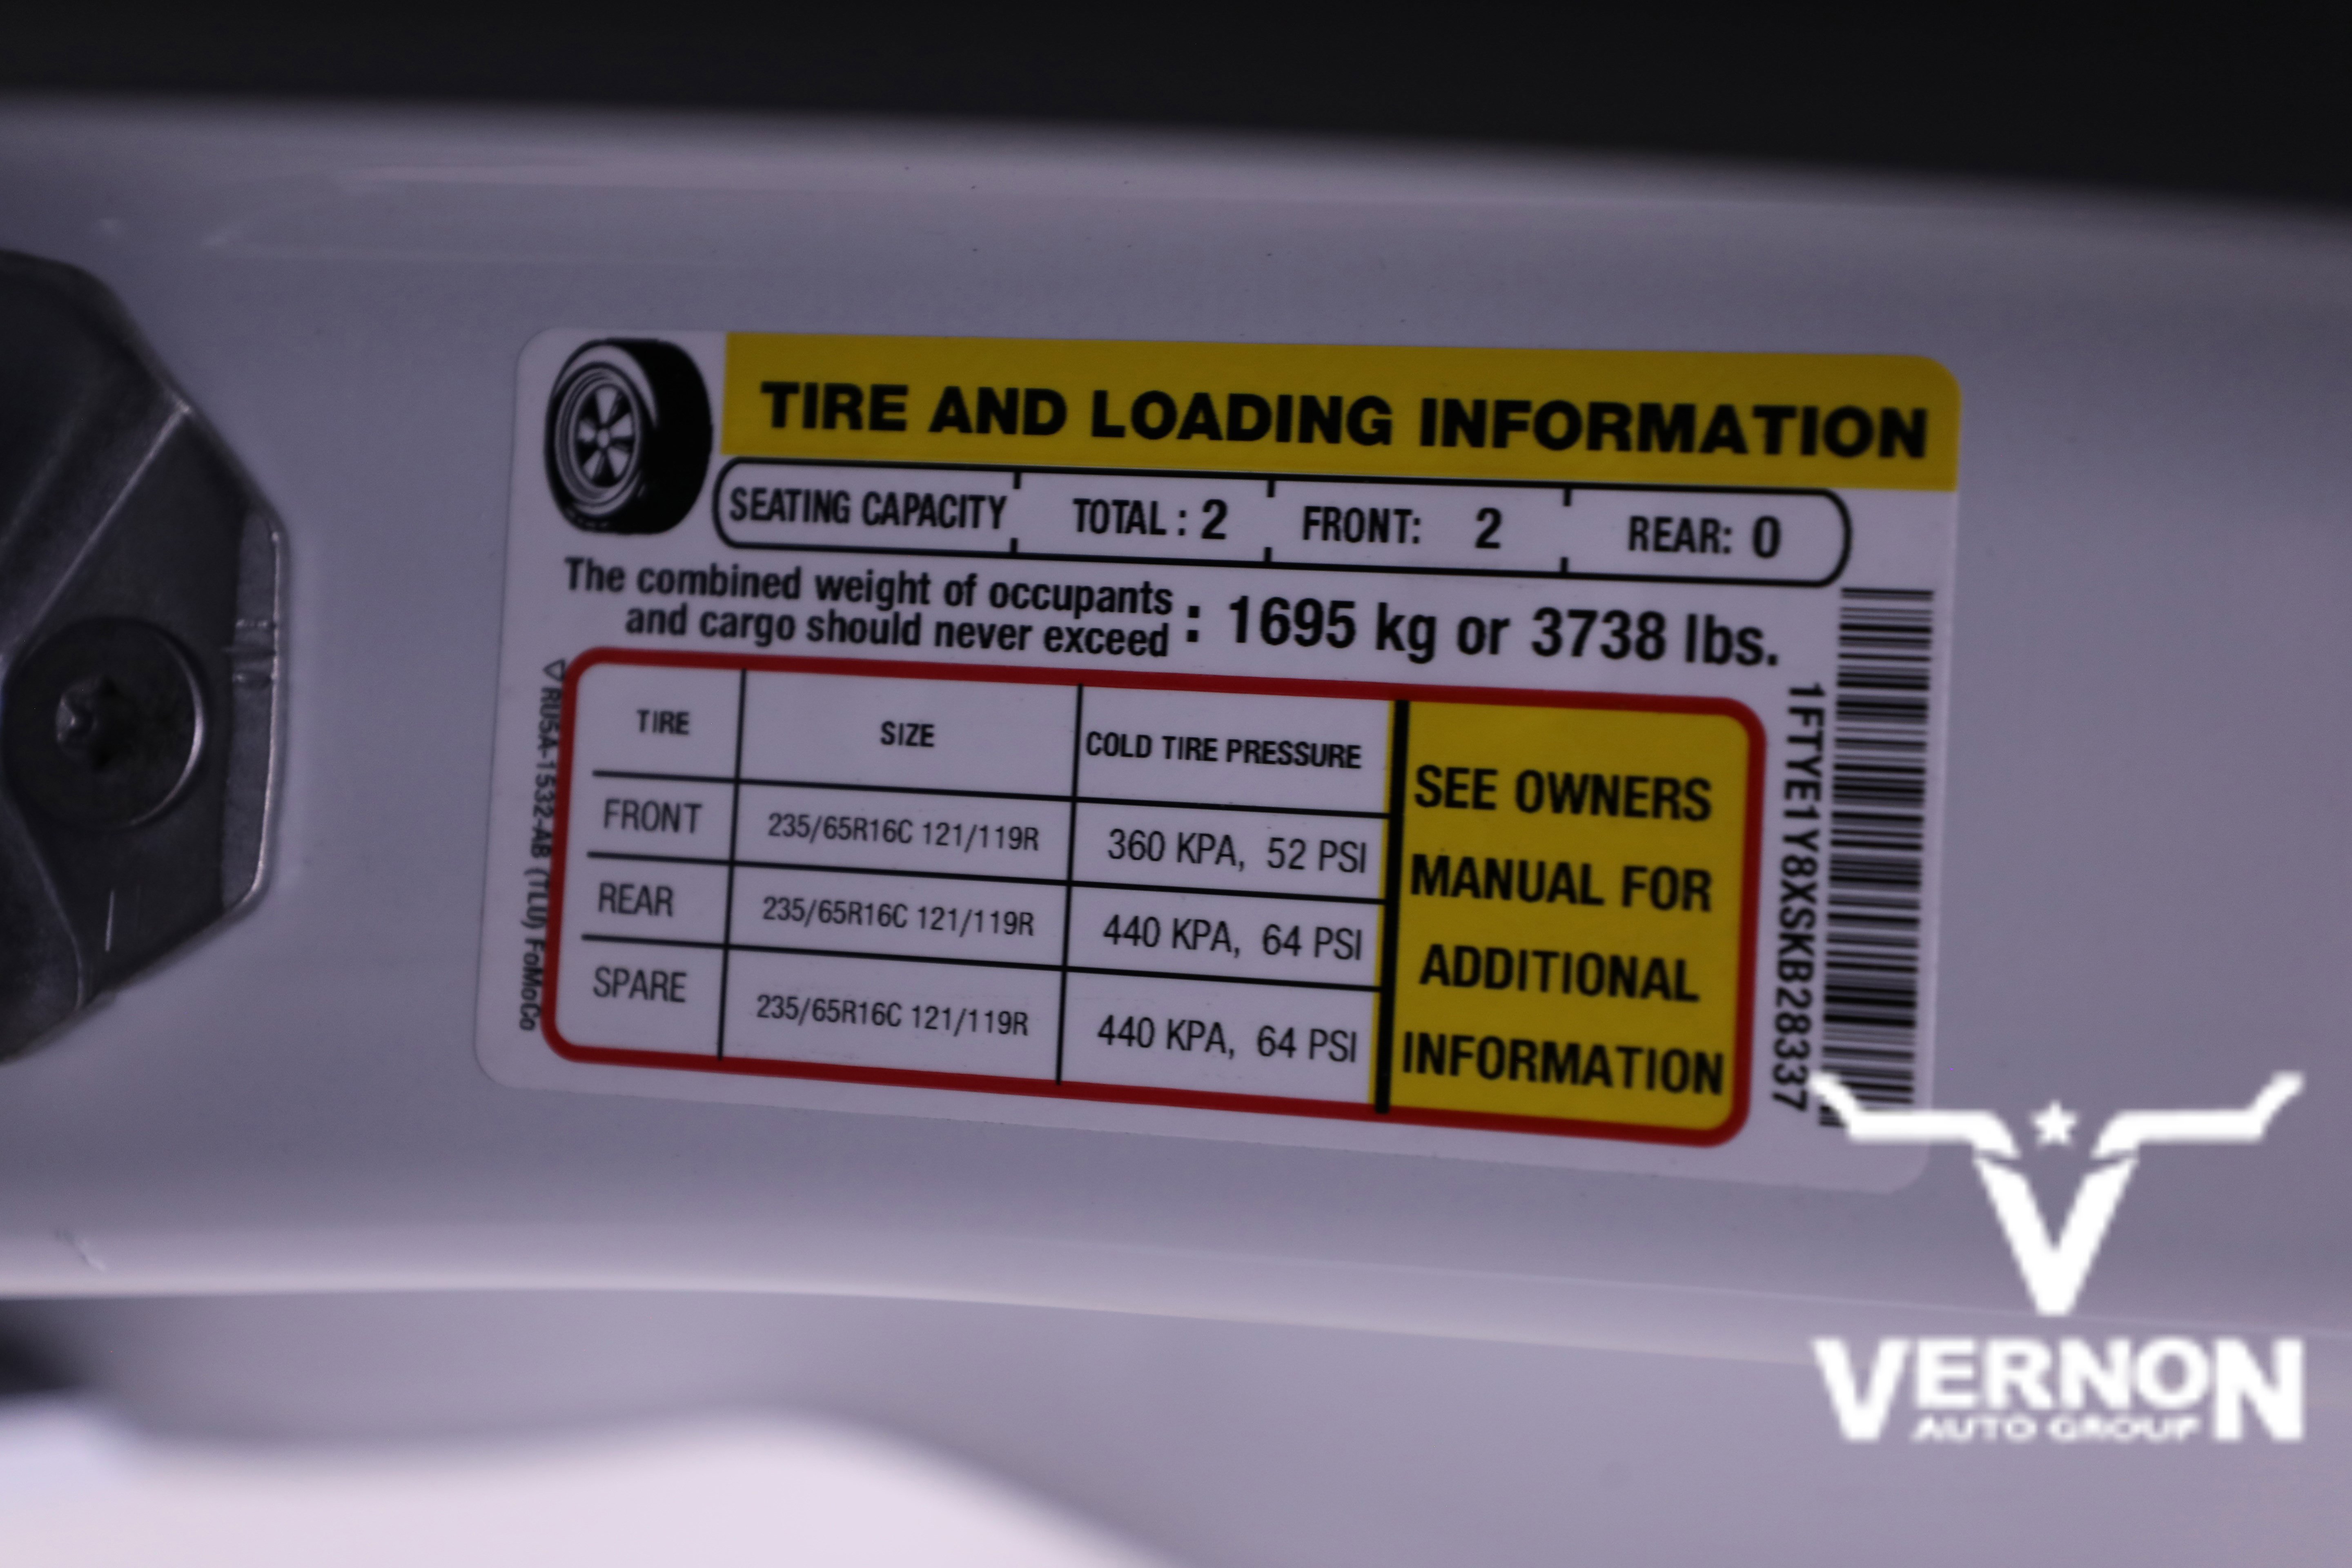 TIRE AND LOADING INFORMATION
SEATING CAPACITY TOTAL : 2 FRONT: 2 REAR: 0
The combined weight of occupants
and cargo should never exceed : 1695 kg or 3738 lbs.
TIRE SIZE COLD TIRE PRESSURE
FRONT 235/65R16C 121/119R 360 KPA, 52 PSI
REAR 235/65R16C 121/119R 440 KPA, 64 PSI
SPARE 235/65R16C 121/119R 440 KPA, 64 PSI
SEE OWNERS
MANUAL FOR
ADDITIONAL
INFORMATION
1FTYE1Y8XSKB28337
RU5A-1532-AB (TLU) FoMoCo
VERNON
AUTO GROUP